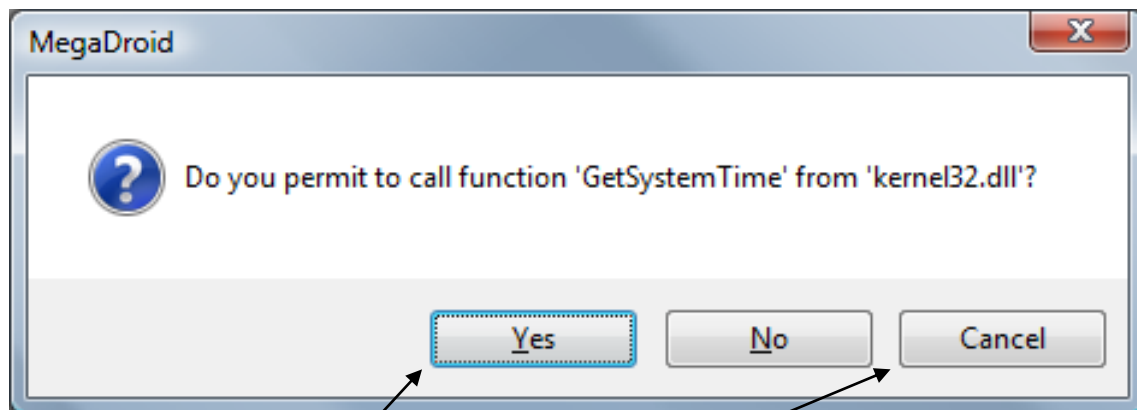 MegaDroid
Do you permit to call function 'GetSystemTime' from 'kernel32.dll'?
Yes
No
Cancel